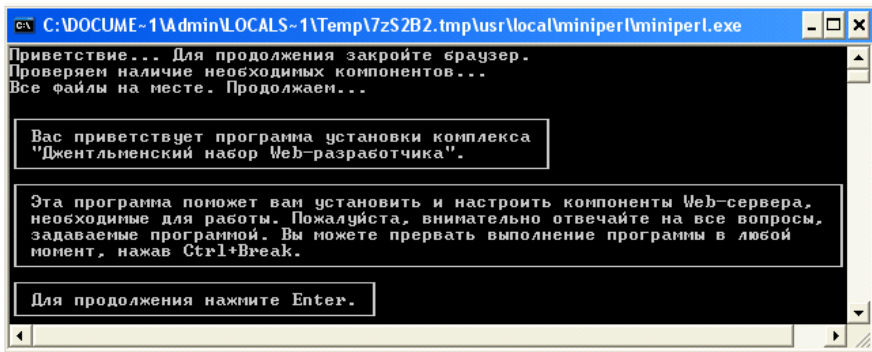 C:\DOCUME~1\Admin\LOCALS~1\Temp\7zS2B2.tmp\usr\local\miniperl\miniperl.exe
Приветствие... Для продолжения закройте браузер.
Проверяем наличие необходимых компонентов...
Все файлы на месте. Продолжаем...
Вас приветствует программа установки комплекса
"Джентльменский набор Web-разработчика".
Эта программа поможет вам установить и настроить компоненты Web-сервера,
необходимые для работы. Пожалуйста, внимательно отвечайте на все вопросы,
задаваемые программой. Вы можете прервать выполнение программы в любой
момент, нажав Ctrl+Break.
Для продолжения нажмите Enter.